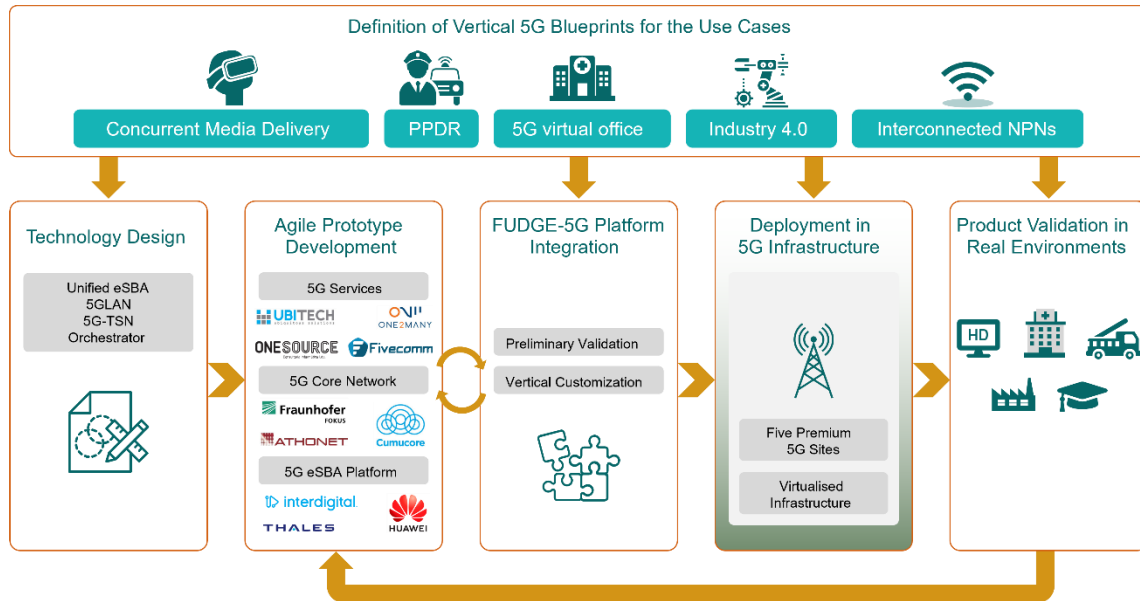 Definition of Vertical 5G Blueprints for the Use Cases
Concurrent Media Delivery
PPDR
5G virtual office
Industry 4.0
Interconnected NPNs
Technology Design
Unified eSBA
5GLAN
5G-TSN
Orchestrator
Agile Prototype
Development
5G Services
UBITECH
ONE2MANY
ONESOURCE
Fivecomm
5G Core Network
Fraunhofer
FOKUS
ATHONET
Cumucore
5G eSBA Platform
interdigital
THALES
HUAWEI
FUDGE-5G Platform
Integration
Preliminary Validation
Vertical Customization
Deployment in
5G Infrastructure
Five Premium
5G Sites
Virtualised
Infrastructure
Product Validation in
Real Environments
HD